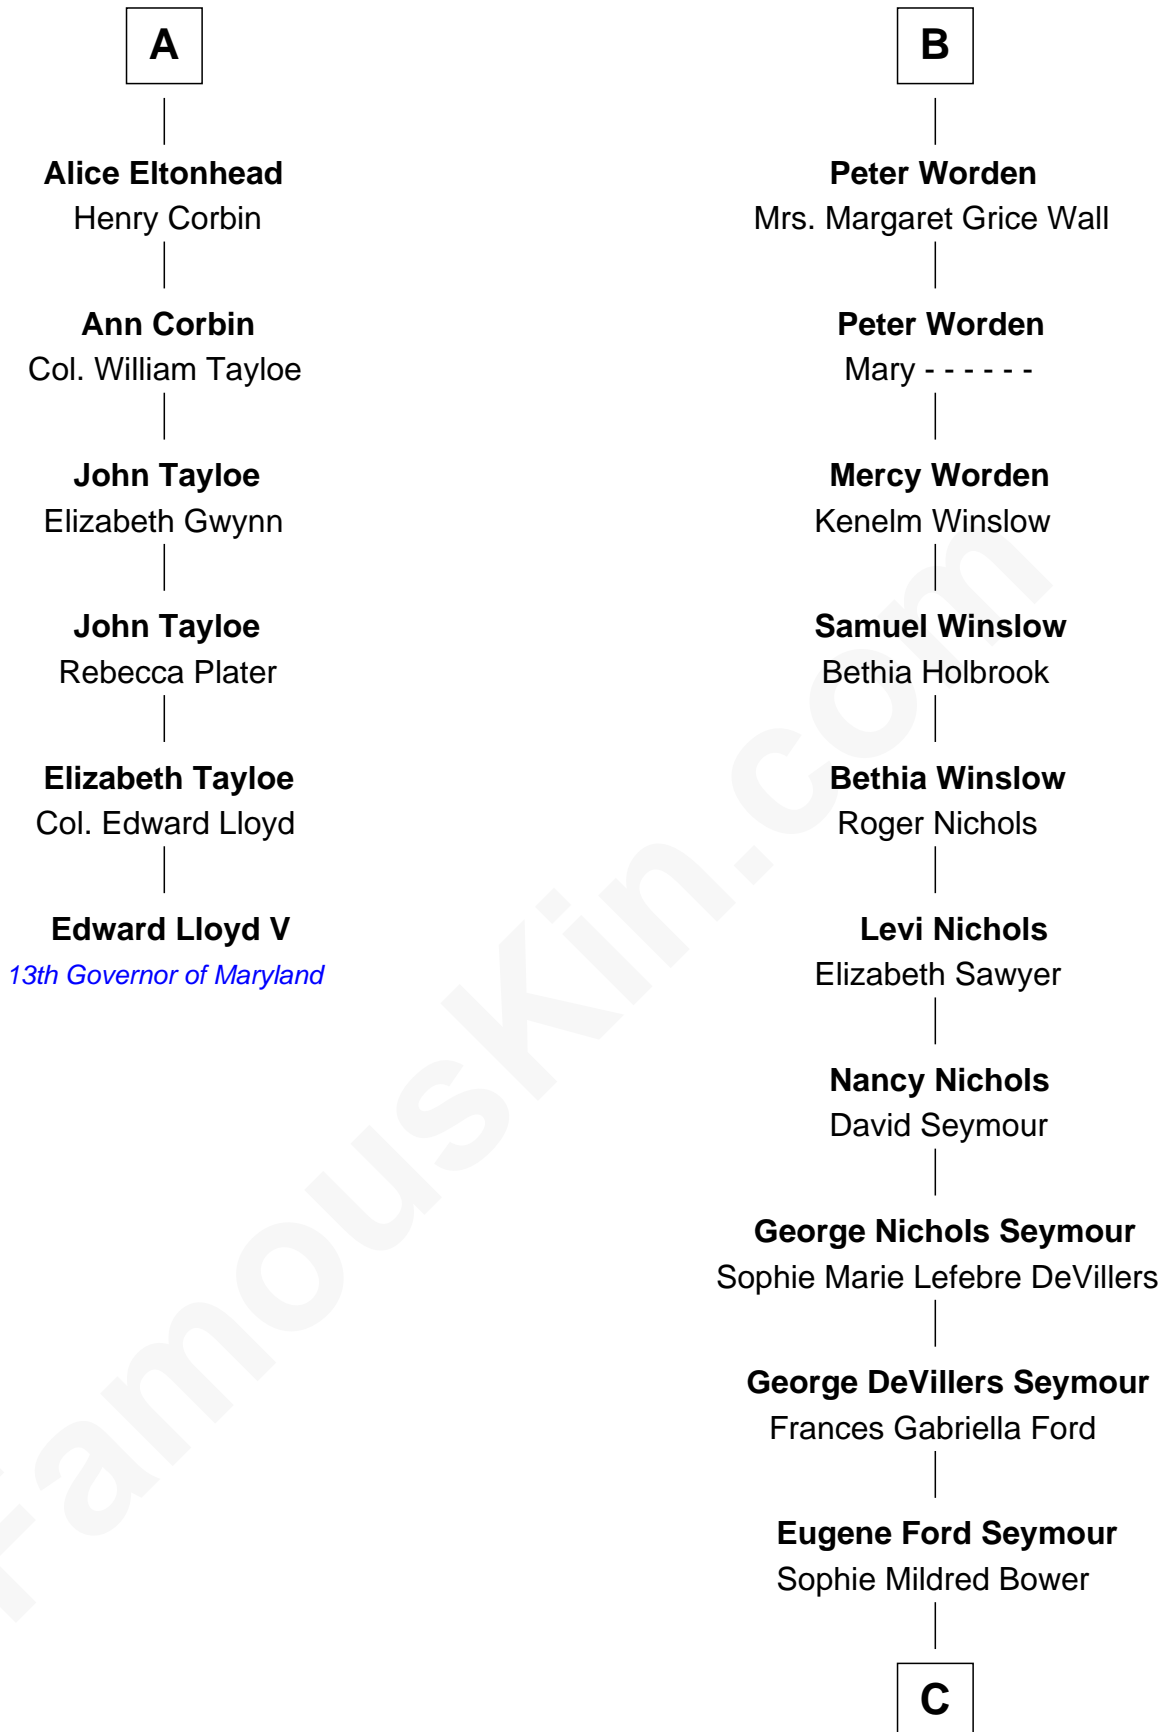 A
Alice Eltonhead
Henry Corbin
Ann Corbin
Col. William Tayloe
John Tayloe
Elizabeth Gwynn
John Tayloe
Rebecca Plater
Elizabeth Tayloe
Col. Edward Lloyd
Edward Lloyd V
13th Governor of Maryland
B
Peter Worden
Mrs. Margaret Grice Wall
Peter Worden
Mary - - - - - -
Mercy Worden
Kenelm Winslow
Samuel Winslow
Bethia Holbrook
Bethia Winslow
Roger Nichols
Levi Nichols
Elizabeth Sawyer
Nancy Nichols
David Seymour
George Nichols Seymour
Sophie Marie Lefebre DeVillers
George DeVillers Seymour
Frances Gabriella Ford
Eugene Ford Seymour
Sophie Mildred Bower
C
FamousKin.com